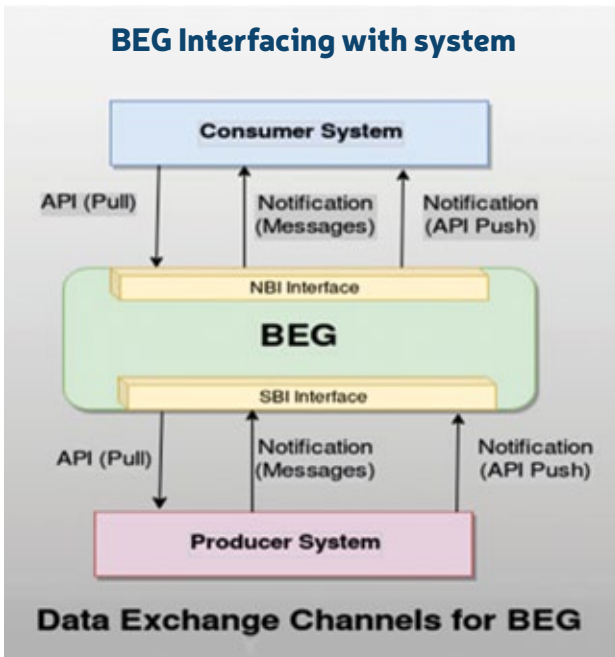 BEG Interfacing with system
Consumer System
API (Pull)
Notification
(Messages)
Notification
(API Push)
NBI Interface
BEG
SBI Interface
API (Pull)
Notification
(Messages)
Notification
(API Push)
Producer System
Data Exchange Channels for BEG